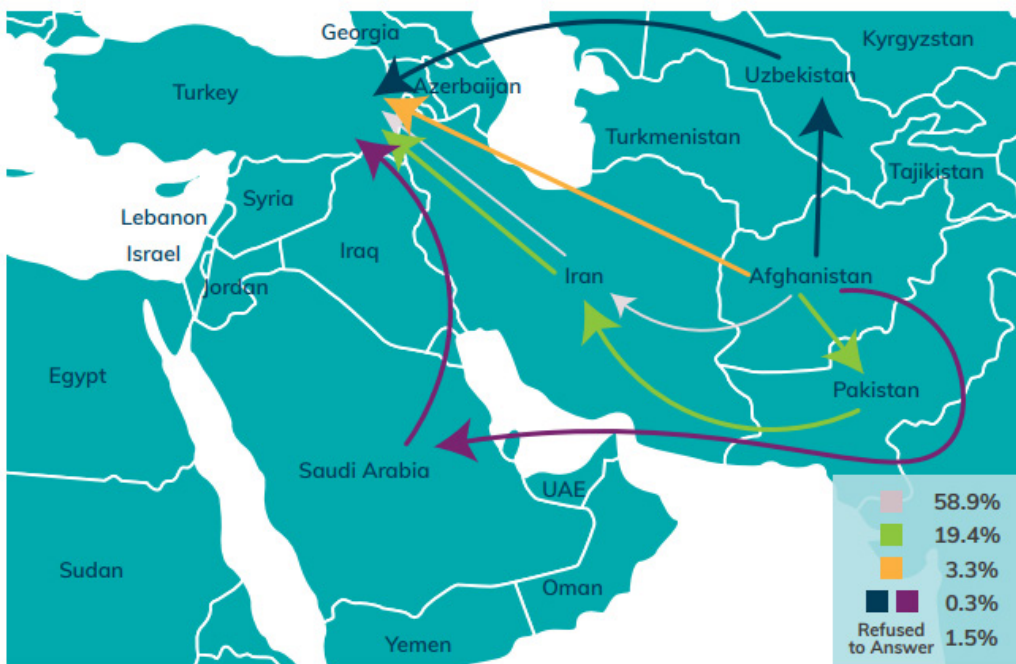 Georgia
Kyrgyzstan
Uzbekistan
Azerbaijan
Turkey
Turkmenistan
Tajikistan
Syria
Lebanon
Iraq
Israel
Iran
Afghanistan
Jordan
Egypt
Pakistan
Saudi Arabia
UAE
58.9%
19.4%
Sudan
3.3%
Oman
0.3%
Refused
to Answer
1.5%
Yemen